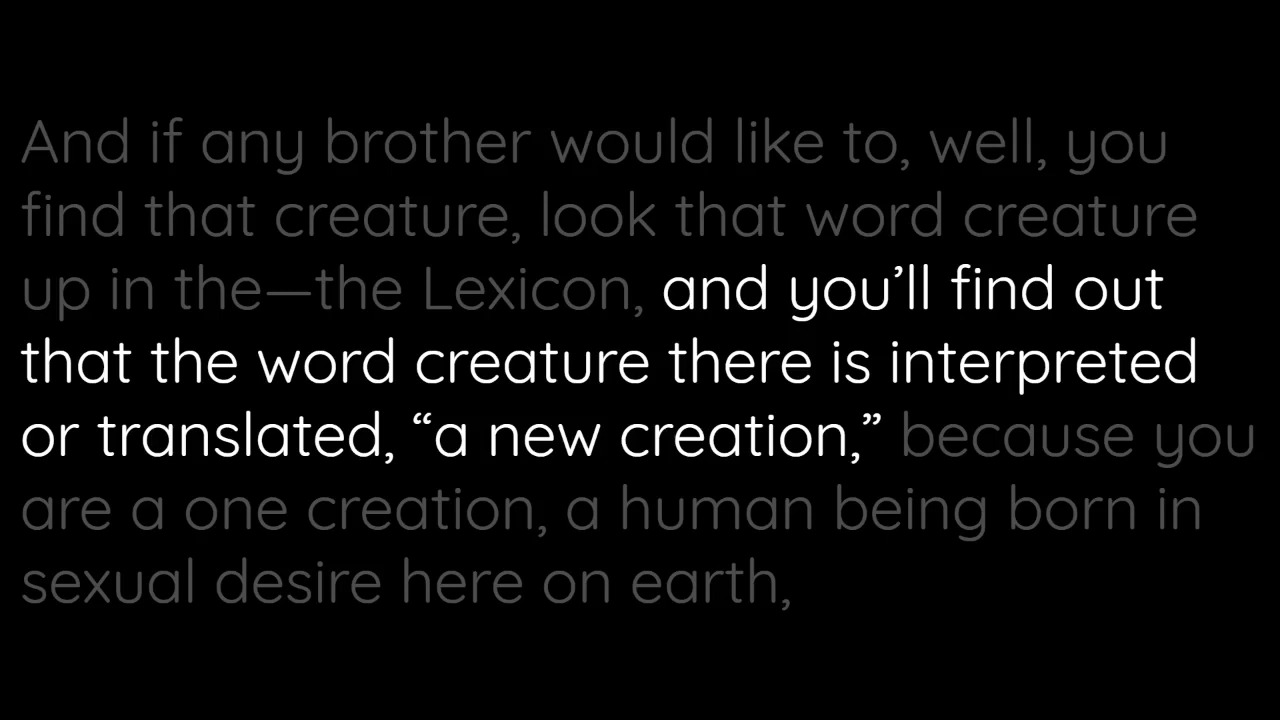 And if any brother would like to, well, you
find that creature, look that word creature
up in the—the Lexicon, and you’ll find out
that the word creature there is interpreted
or translated, “a new creation,” because you
are a one creation, a human being born in
sexual desire here on earth,